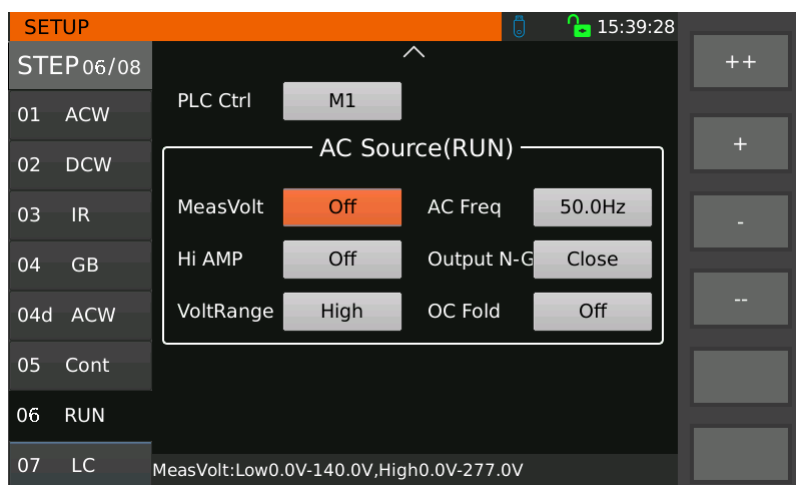 SETUP
15:39:28
STEP 06/08
01 ACW
02 DCW
03 IR
04 GB
04d ACW
05 Cont
06 RUN
07 LC
PLC Ctrl M1
AC Source(RUN)
MeasVolt Off AC Freq 50.0Hz
Hi AMP Off Output N-G Close
VoltRange High OC Fold Off
MeasVolt:Low0.0V-140.0V,High0.0V-277.0V
++
+
-
--